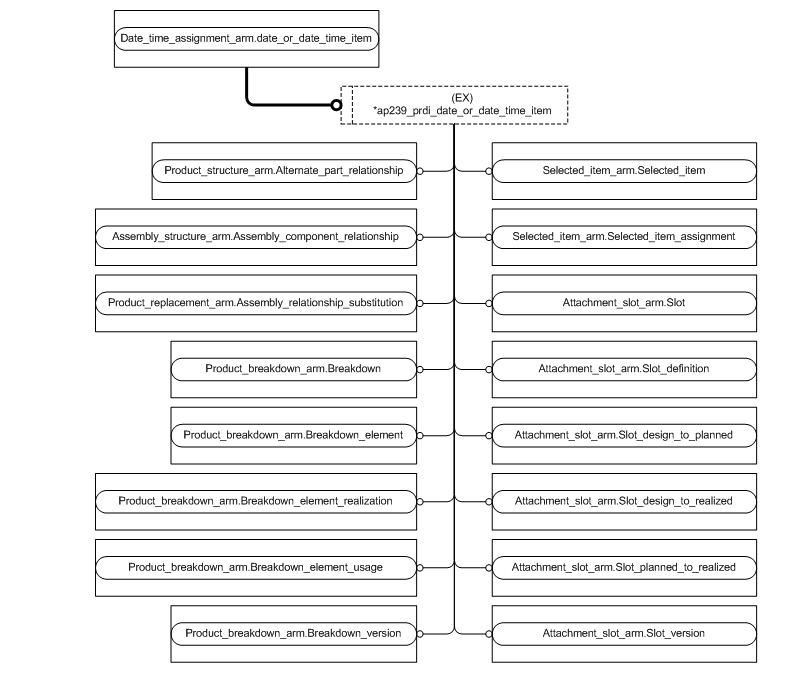 Date_time_assignment_arm.date_or_date_time_item
(EX)
*ap239_prdi_date_or_date_time_item
Product_structure_arm.Alternate_part_relationship
Selected_item_arm.Selected_item
Assembly_structure_arm.Assembly_component_relationship
Selected_item_arm.Selected_item_assignment
Product_replacement_arm.Assembly_relationship_substitution
Attachment_slot_arm.Slot
Product_breakdown_arm.Breakdown
Attachment_slot_arm.Slot_definition
Product_breakdown_arm.Breakdown_element
Attachment_slot_arm.Slot_design_to_planned
Product_breakdown_arm.Breakdown_element_realization
Attachment_slot_arm.Slot_design_to_realized
Product_breakdown_arm.Breakdown_element_usage
Attachment_slot_arm.Slot_planned_to_realized
Product_breakdown_arm.Breakdown_version
Attachment_slot_arm.Slot_version